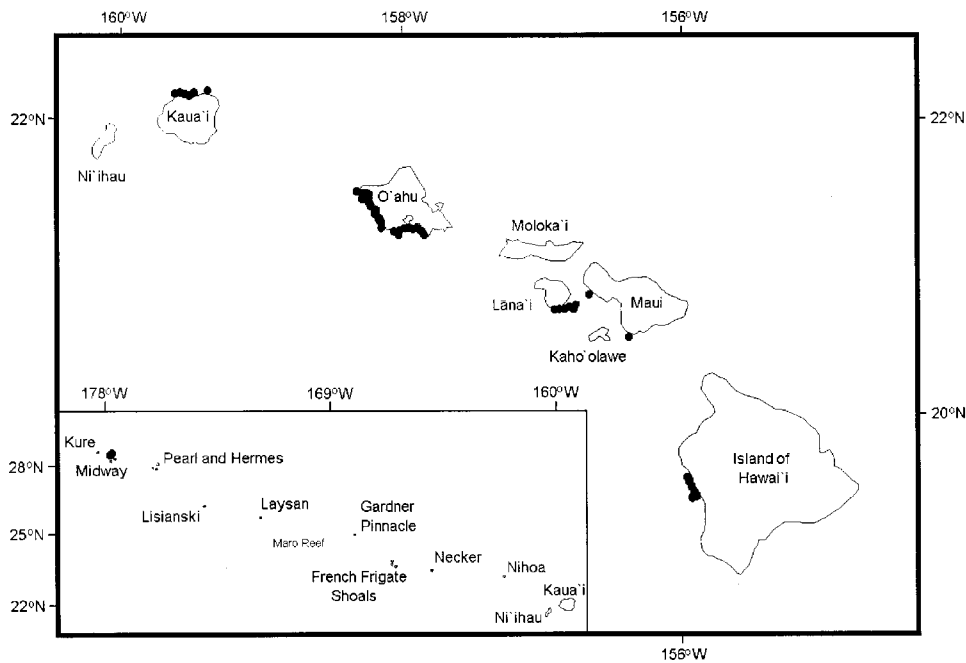 160°W 158°W 156°W
22°N
22°N
Kaua`i
Ni`ihau
O`ahu
Moloka`i
Lāna`i
Maui
Kaho`olawe
20°N
Island of
Hawai`i
156°W
178°W 169°W 160°W
Kure
Midway
Pearl and Hermes
28°N
Lisianski
Laysan
Gardner
Pinnacle
25°N
Maro Reef
Necker
French Frigate
Shoals
Nihoa
Kaua`i
Ni`ihau
22°N